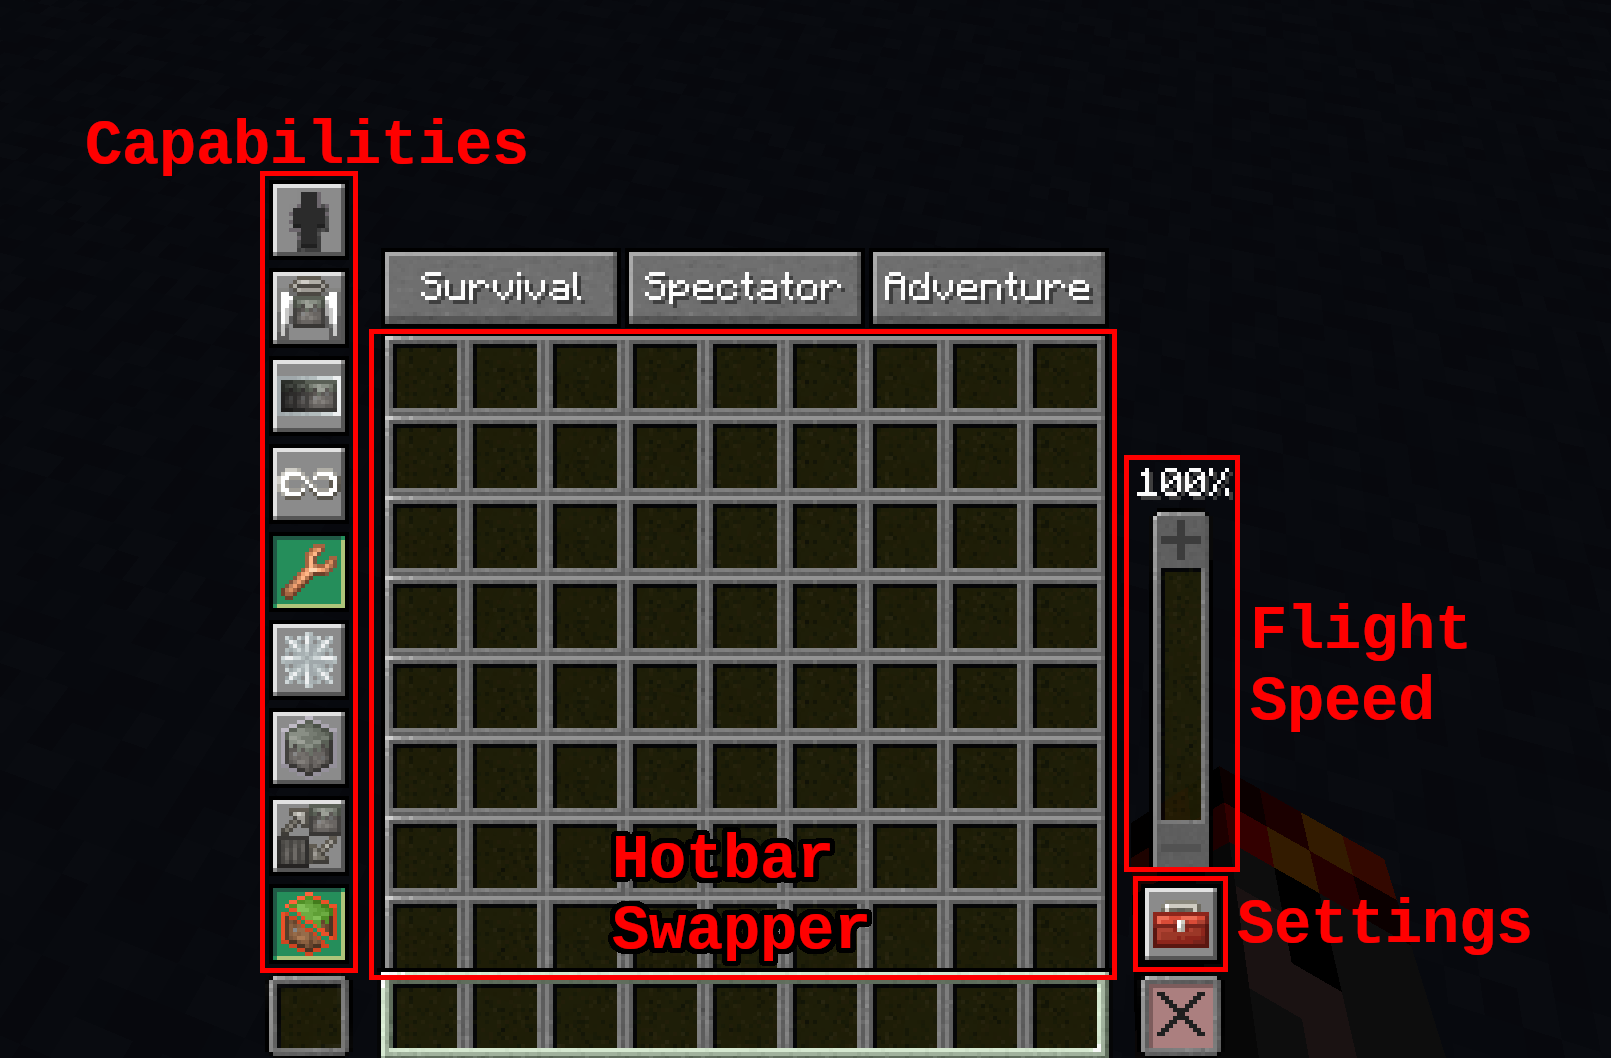 Capabilities
Survival
Spectator
Adventure
100%
Flight
Speed
Hotbar
Swapper
Settings